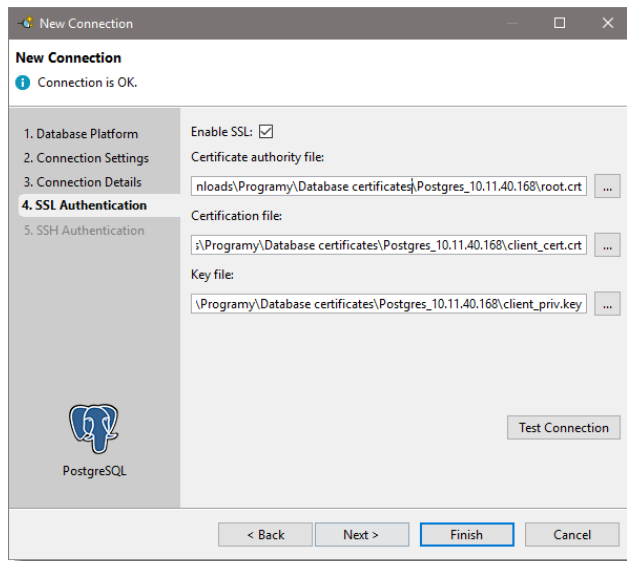 New Connection
New Connection
Connection is OK.
1. Database Platform
2. Connection Settings
3. Connection Details
4. SSL Authentication
5. SSH Authentication
Enable SSL:
Certificate authority file:
nloads\Programy\Database certificates\Postgres_10.11.40.168\root.crt
...
Certification file:
:\Programy\Database certificates\Postgres_10.11.40.168\client_cert.crt
...
Key file:
\Programy\Database certificates\Postgres_10.11.40.168\client_priv.key
...
Test Connection
PostgreSQL
< Back
Next >
Finish
Cancel